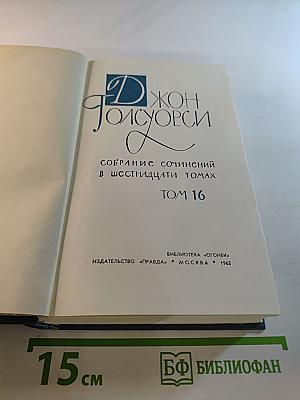 ДЖОН
ГОЛСУОРСИ
СОБРАНИЕ СОЧИНЕНИЙ
В ШЕСТНАДЦАТИ ТОМАХ
ТОМ 16
БИБЛИОТЕКА «ОГОНЕК»
ИЗДАТЕЛЬСТВО «ПРАВДА» • МОСКВА • 1962
15 см
БФ БИБЛИОФАН